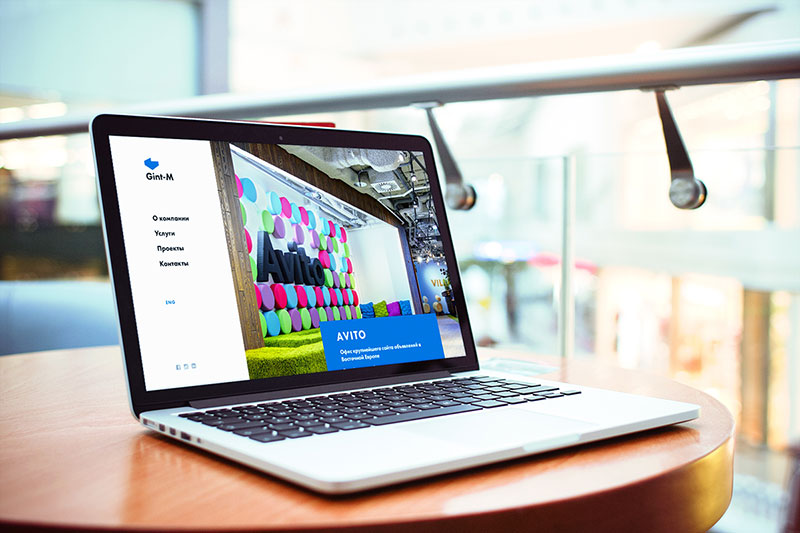 Gint-M
О компании
Услуги
Проекты
Контакты
ENG
Avito
AVITO
Офис крупнейшего сайта объявлений в
Восточной Европе